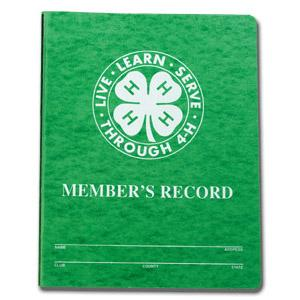 LIVE • LEARN • SERVE
THROUGH 4-H
H H
H H
MEMBER'S RECORD
NAME ADDRESS
CLUB COUNTY STATE